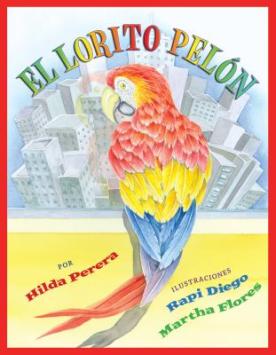 EL LORITO PELÓN
POR
Hilda Perera
ILUSTRACIONES
Rapi Diego
Martha Flores